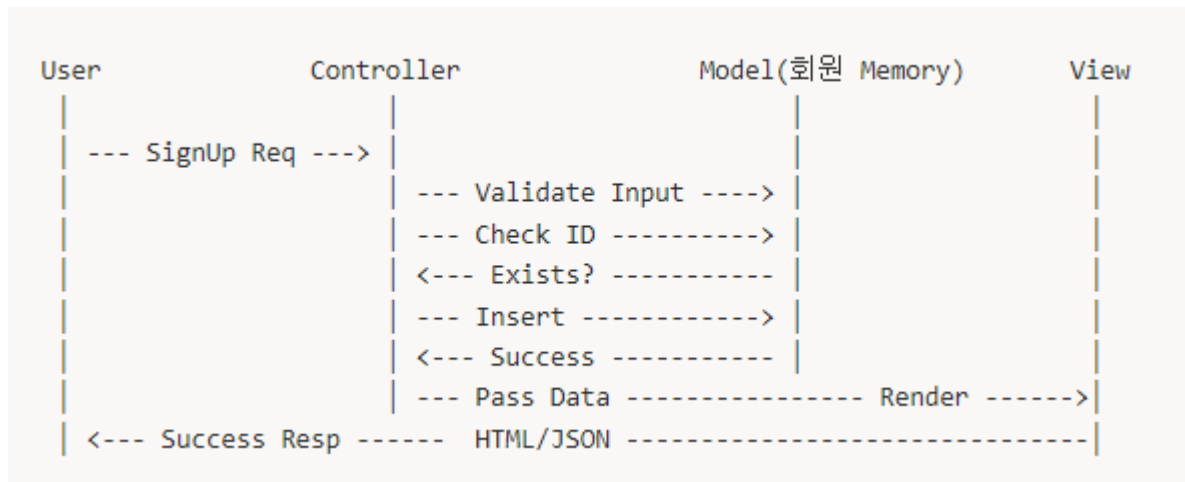 User Controller Model(회원 Memory) View
| | | |
| --- SignUp Req ---> | | |
| | --- Validate Input ----> | |
| | --- Check ID ----------> | |
| | <--- Exists? ----------- | |
| | --- Insert ------------> | |
| | <--- Success ----------- | |
| | --- Pass Data ---------------- Render ------>|
| <--- Success Resp ------ HTML/JSON -------------------------------|